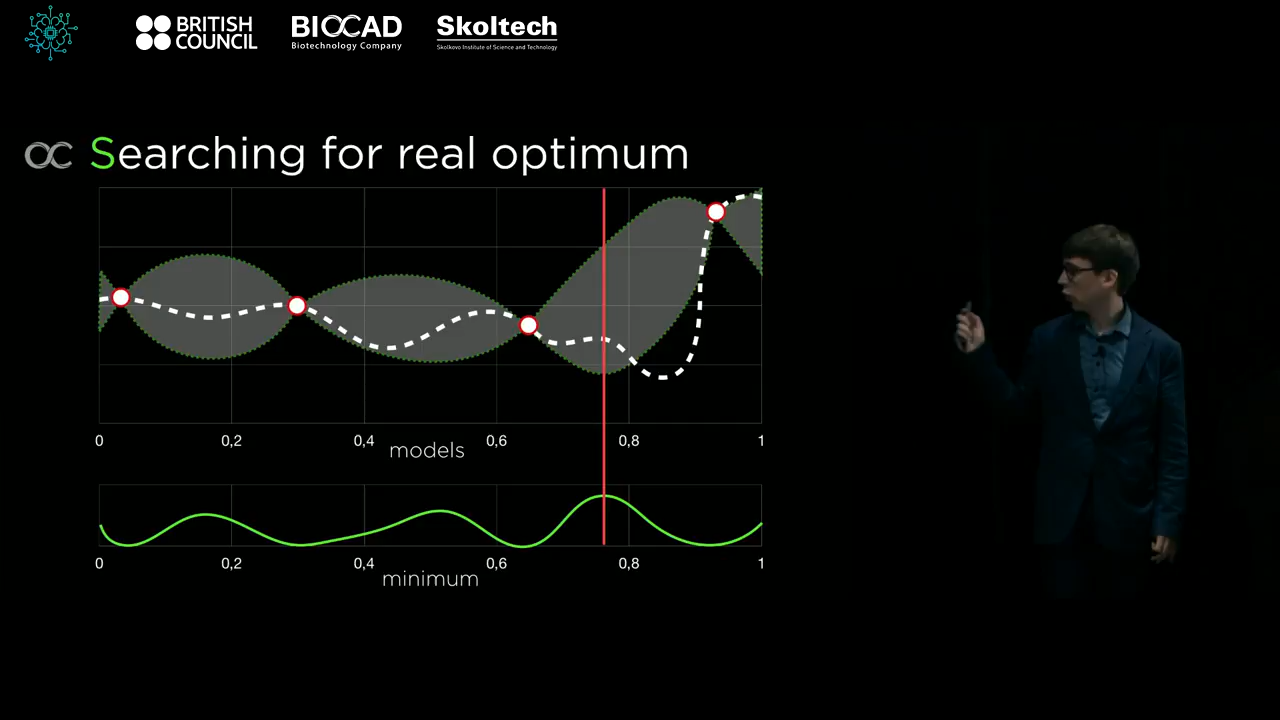 BRITISH
COUNCIL
BIOCAD
Biotechnology Company
Skoltech
Skolkovo Institute of Science and Technology
Searching for real optimum
0 0,2 0,4 0,6 0,8 1
models
0 0,2 0,4 0,6 0,8 1
minimum